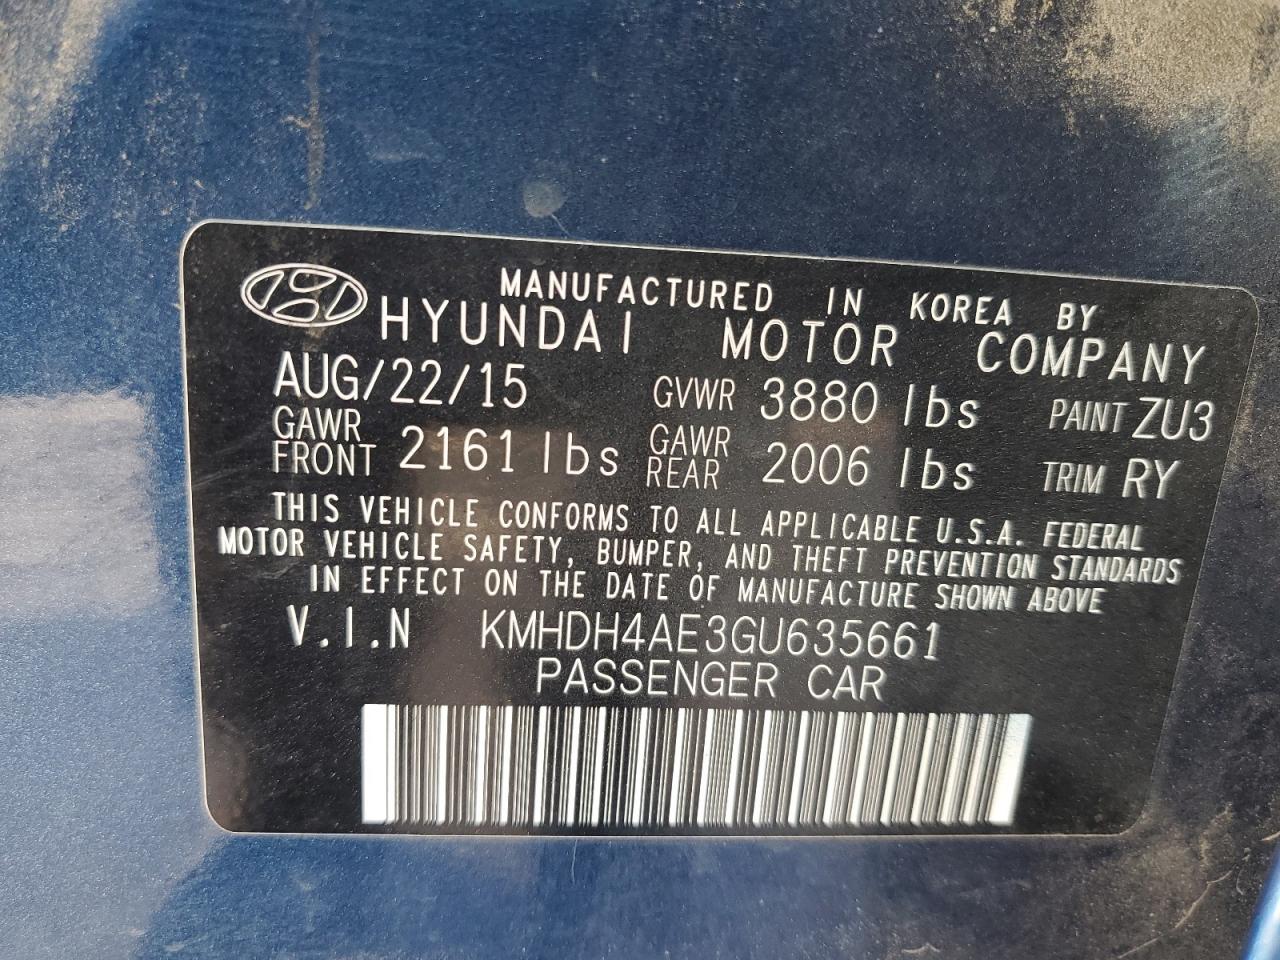 MANUFACTURED IN KOREA BY
HYUNDAI MOTOR COMPANY
AUG/22/15 GVWR 3880 lbs PAINT ZU3
GAWR FRONT 2161 lbs GAWR REAR 2006 lbs TRIM RY
THIS VEHICLE CONFORMS TO ALL APPLICABLE U.S.A. FEDERAL
MOTOR VEHICLE SAFETY, BUMPER, AND THEFT PREVENTION STANDARDS
IN EFFECT ON THE DATE OF MANUFACTURE SHOWN ABOVE
V.I.N KMHDH4AE3GU635661
PASSENGER CAR